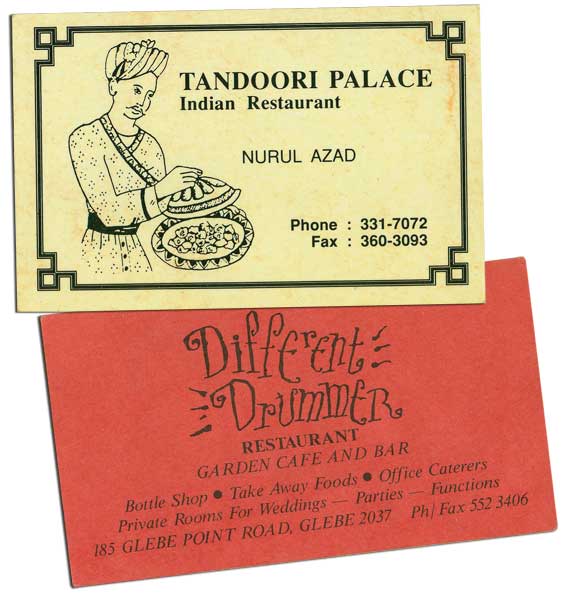 TANDOORI PALACE
Indian Restaurant
NURUL AZAD
Phone : 331-7072
Fax : 360-3093
Different
Drummer
RESTAURANT
GARDEN CAFE AND BAR
Bottle Shop ● Take Away Foods ● Office Caterers
Private Rooms For Weddings — Parties — Functions
185 GLEBE POINT ROAD, GLEBE 2037 Ph/Fax 552 3406